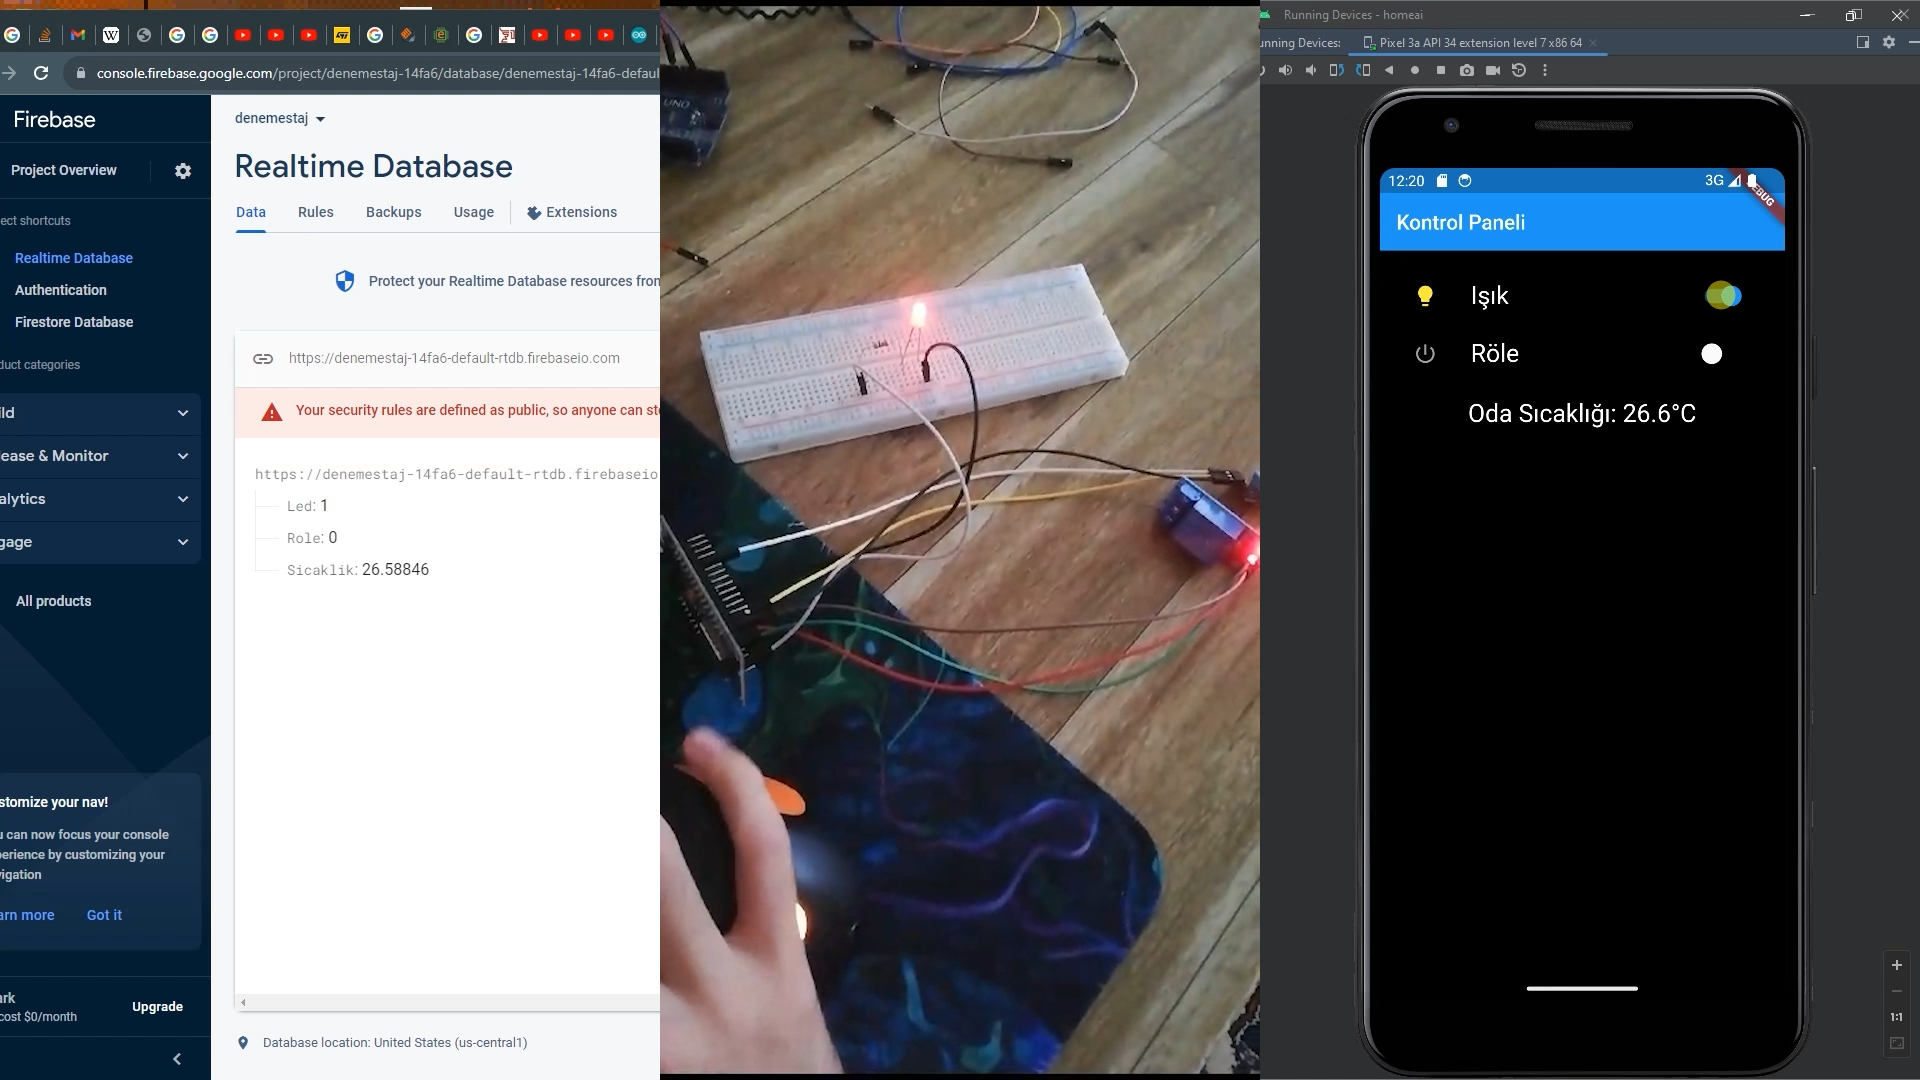 console.firebase.google.com/project/denemestaj-14fa6/database/denemestaj-14fa6-defaul
Firebase
Project Overview
ect shortcuts
Realtime Database
Authentication
Firestore Database
duct categories
ild
ease & Monitor
alytics
gage
All products
stomize your nav!
u can now focus your console
perience by customizing your
vigation
arn more
Got it
ark
cost $0/month
Upgrade
denemestaj
Realtime Database
Data
Rules
Backups
Usage
Extensions
Protect your Realtime Database resources from
https://denemestaj-14fa6-default-rtdb.firebaseio.com
Your security rules are defined as public, so anyone can ste
https://denemestaj-14fa6-default-rtdb.firebaseio
Led: 1
Role: 0
Sicaklik: 26.58846
Database location: United States (us-central1)
UNO
Running Devices - homeai
unning Devices:
Pixel 3a API 34 extension level 7 x86 64
12:20
3G
Kontrol Paneli
Işık
Röle
Oda Sıcaklığı: 26.6°C
1:1